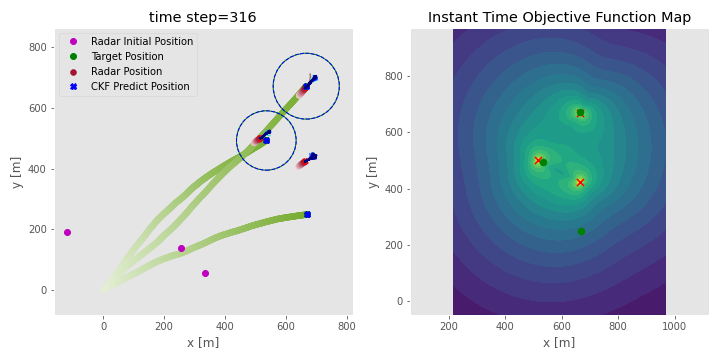 time step=316
Radar Initial Position
Target Position
Radar Position
CKF Predict Position
y [m]
800
600
400
200
0
0
200
400
600
800
x [m]
Instant Time Objective Function Map
y [m]
800
600
400
200
0
200
400
600
800
1000
x [m]